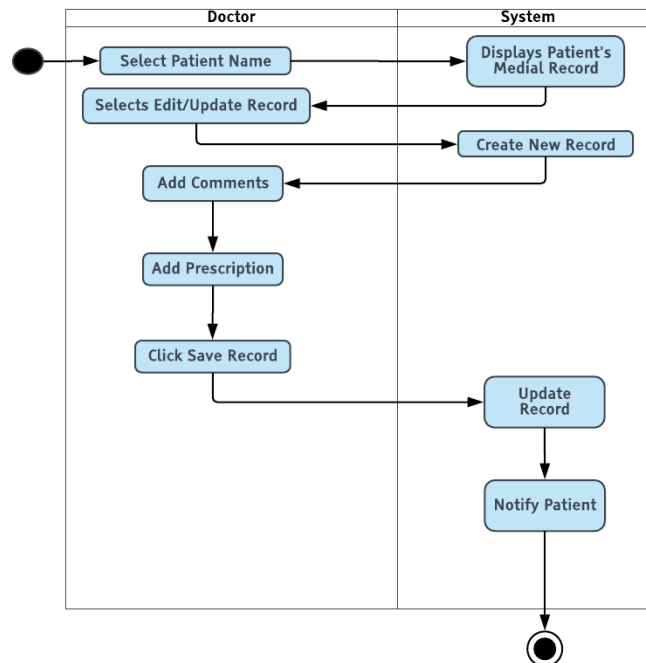 Doctor
System
Select Patient Name
Displays Patient's
Medial Record
Selects Edit/Update Record
Create New Record
Add Comments
Add Prescription
Click Save Record
Update
Record
Notify Patient